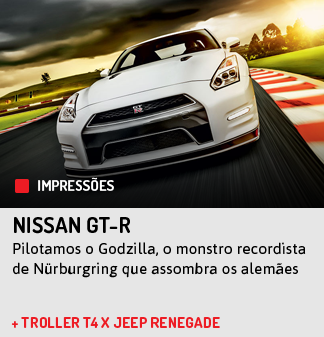 IMPRESSÕES
NISSAN GT-R
Pilotamos o Godzilla, o monstro recordista
de Nürburgring que assombra os alemães
+ TROLLER T4 X JEEP RENEGADE